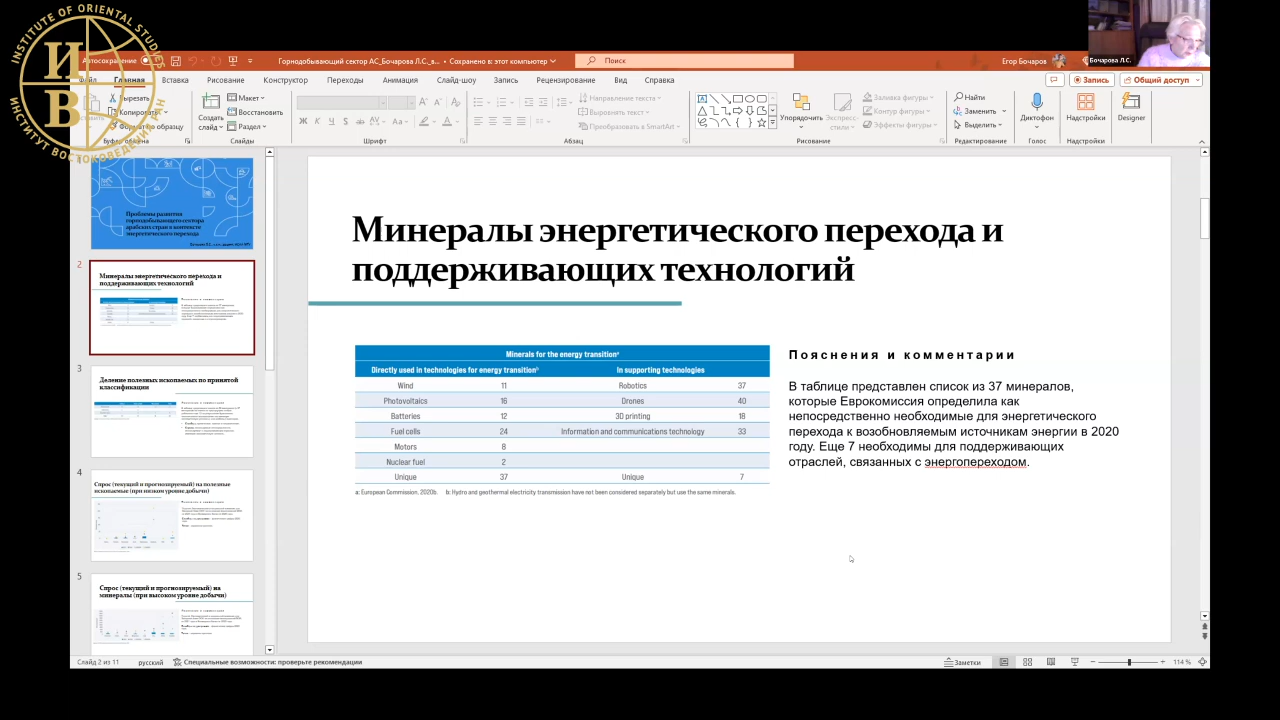 INSTITUTE OF ORIENTAL STUDIES
ИВ
ИНСТИТУТ ВОСТОКОВЕДЕНИЯ
Бочарова Л.С.
Автосохранение
Горнодобывающий сектор АС_Бочарова Л.С._в... • Сохранено в: этот компьютер
Поиск
Егор Бочаров
Файл Главная Вставка Рисование Конструктор Переходы Анимация Слайд-шоу Запись Рецензирование Вид Справка
Запись
Общий доступ
Вырезать
Копировать
Формат по образцу
Буфер обмена
Создать слайд
Макет
Восстановить
Раздел
Слайды
Шрифт
Направление текста
Выровнять текст
Преобразовать в SmartArt
Абзац
Упорядочить
Экспресс-стили
Заливка фигуры
Контур фигуры
Эффекты фигуры
Рисование
Найти
Заменить
Выделить
Редактирование
Диктофон
Голос
Надстройки
Надстройки
Designer
Проблемы развития
горнодобывающего сектора
арабских стран в контексте
энергетического перехода
2
Минералы энергетического перехода и
поддерживающих технологий
3
Деление полезных ископаемых по принятой
классификации
4
Спрос (текущий и прогнозируемый) на полезные
ископаемые (при низком уровне добычи)
5
Спрос (текущий и прогнозируемый) на
минералы (при высоком уровне добычи)
Минералы энергетического перехода и
поддерживающих технологий
Minerals for the energy transitionᵃ
Directly used in technologies for energy transitionᵇ In supporting technologies
Wind 11 Robotics 37
Photovoltaics 16 Drones 40
Batteries 12 3D printing 18
Fuel cells 24 Information and communications technology 33
Motors 8
Nuclear fuel 2
Unique 37 Unique 7
a: European Commission, 2020b b: Hydro and geothermal electricity transmission have not been considered separately but use the same minerals.
Пояснения и комментарии
В таблице представлен список из 37 минералов,
которые Еврокомиссия определила как
непосредственно необходимые для энергетического
перехода к возобновляемым источникам энергии в 2020
году. Еще 7 необходимы для поддерживающих
отраслей, связанных с энергопереходом.
Слайд 2 из 11 русский Специальные возможности: проверьте рекомендации
Заметки
114 %